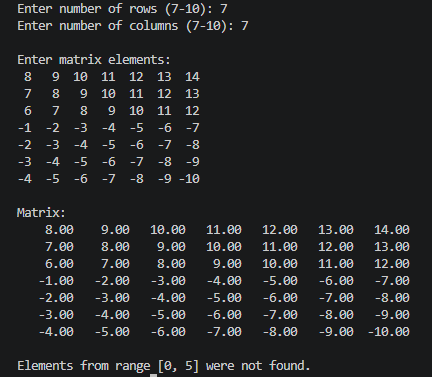 Enter number of rows (7-10): 7
Enter number of columns (7-10): 7
Enter matrix elements:
8 9 10 11 12 13 14
7 8 9 10 11 12 13
6 7 8 9 10 11 12
-1 -2 -3 -4 -5 -6 -7
-2 -3 -4 -5 -6 -7 -8
-3 -4 -5 -6 -7 -8 -9
-4 -5 -6 -7 -8 -9 -10
Matrix:
8.00 9.00 10.00 11.00 12.00 13.00 14.00
7.00 8.00 9.00 10.00 11.00 12.00 13.00
6.00 7.00 8.00 9.00 10.00 11.00 12.00
-1.00 -2.00 -3.00 -4.00 -5.00 -6.00 -7.00
-2.00 -3.00 -4.00 -5.00 -6.00 -7.00 -8.00
-3.00 -4.00 -5.00 -6.00 -7.00 -8.00 -9.00
-4.00 -5.00 -6.00 -7.00 -8.00 -9.00 -10.00
Elements from range [0, 5] were not found.